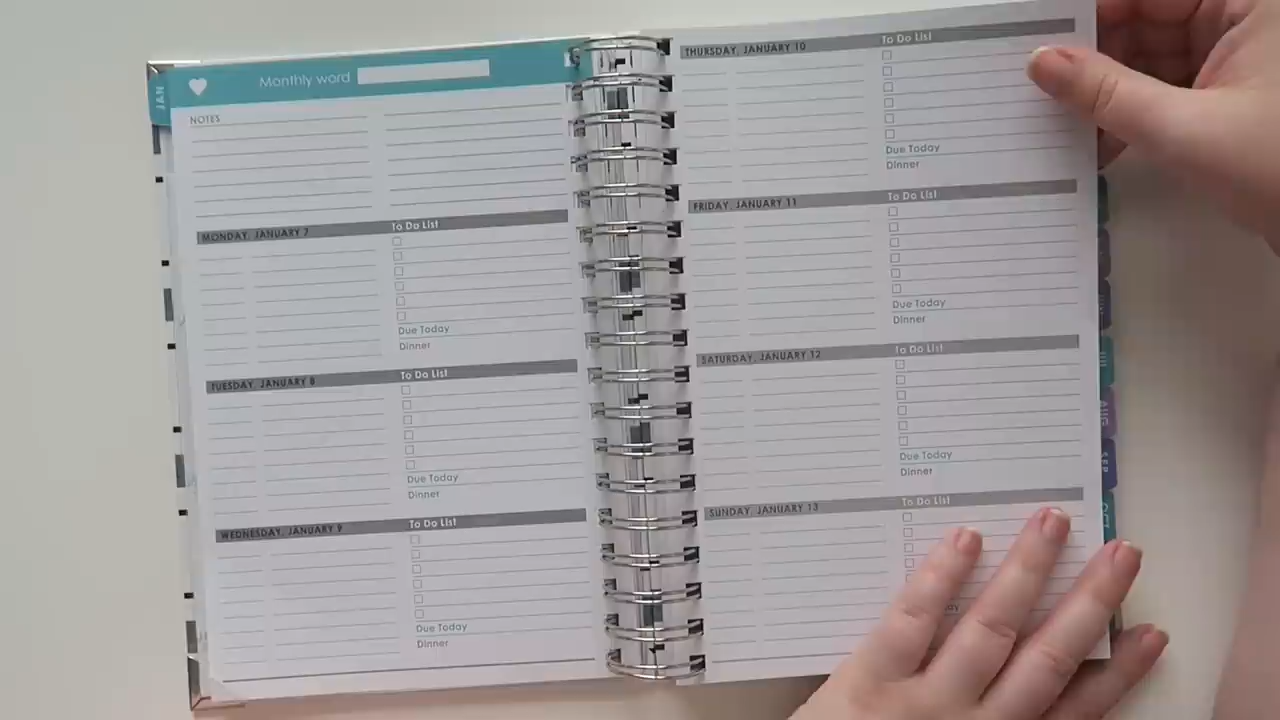 JAN
Monthly word
NOTES
MONDAY, JANUARY 7 To Do List
Due Today
Dinner
TUESDAY, JANUARY 8 To Do List
Due Today
Dinner
WEDNESDAY, JANUARY 9 To Do List
Due Today
Dinner
THURSDAY, JANUARY 10 To Do List
Due Today
Dinner
FRIDAY, JANUARY 11 To Do List
Due Today
Dinner
SATURDAY, JANUARY 12 To Do List
Due Today
Dinner
SUNDAY, JANUARY 13 To Do List
AUG
SEP
OCT